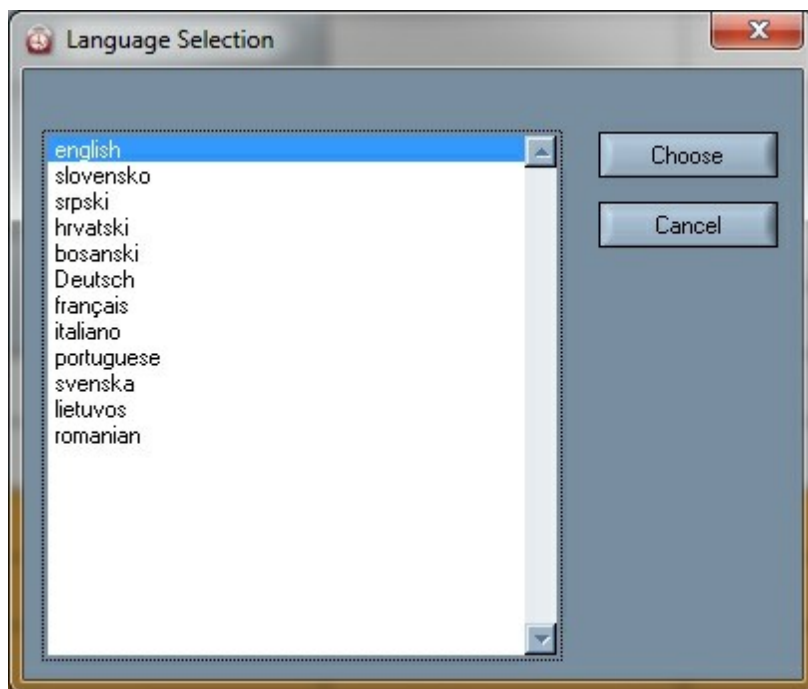 Language Selection
english
slovensko
srpski
hrvatski
bosanski
Deutsch
français
italiano
portuguese
svenska
lietuvos
romanian
Choose
Cancel